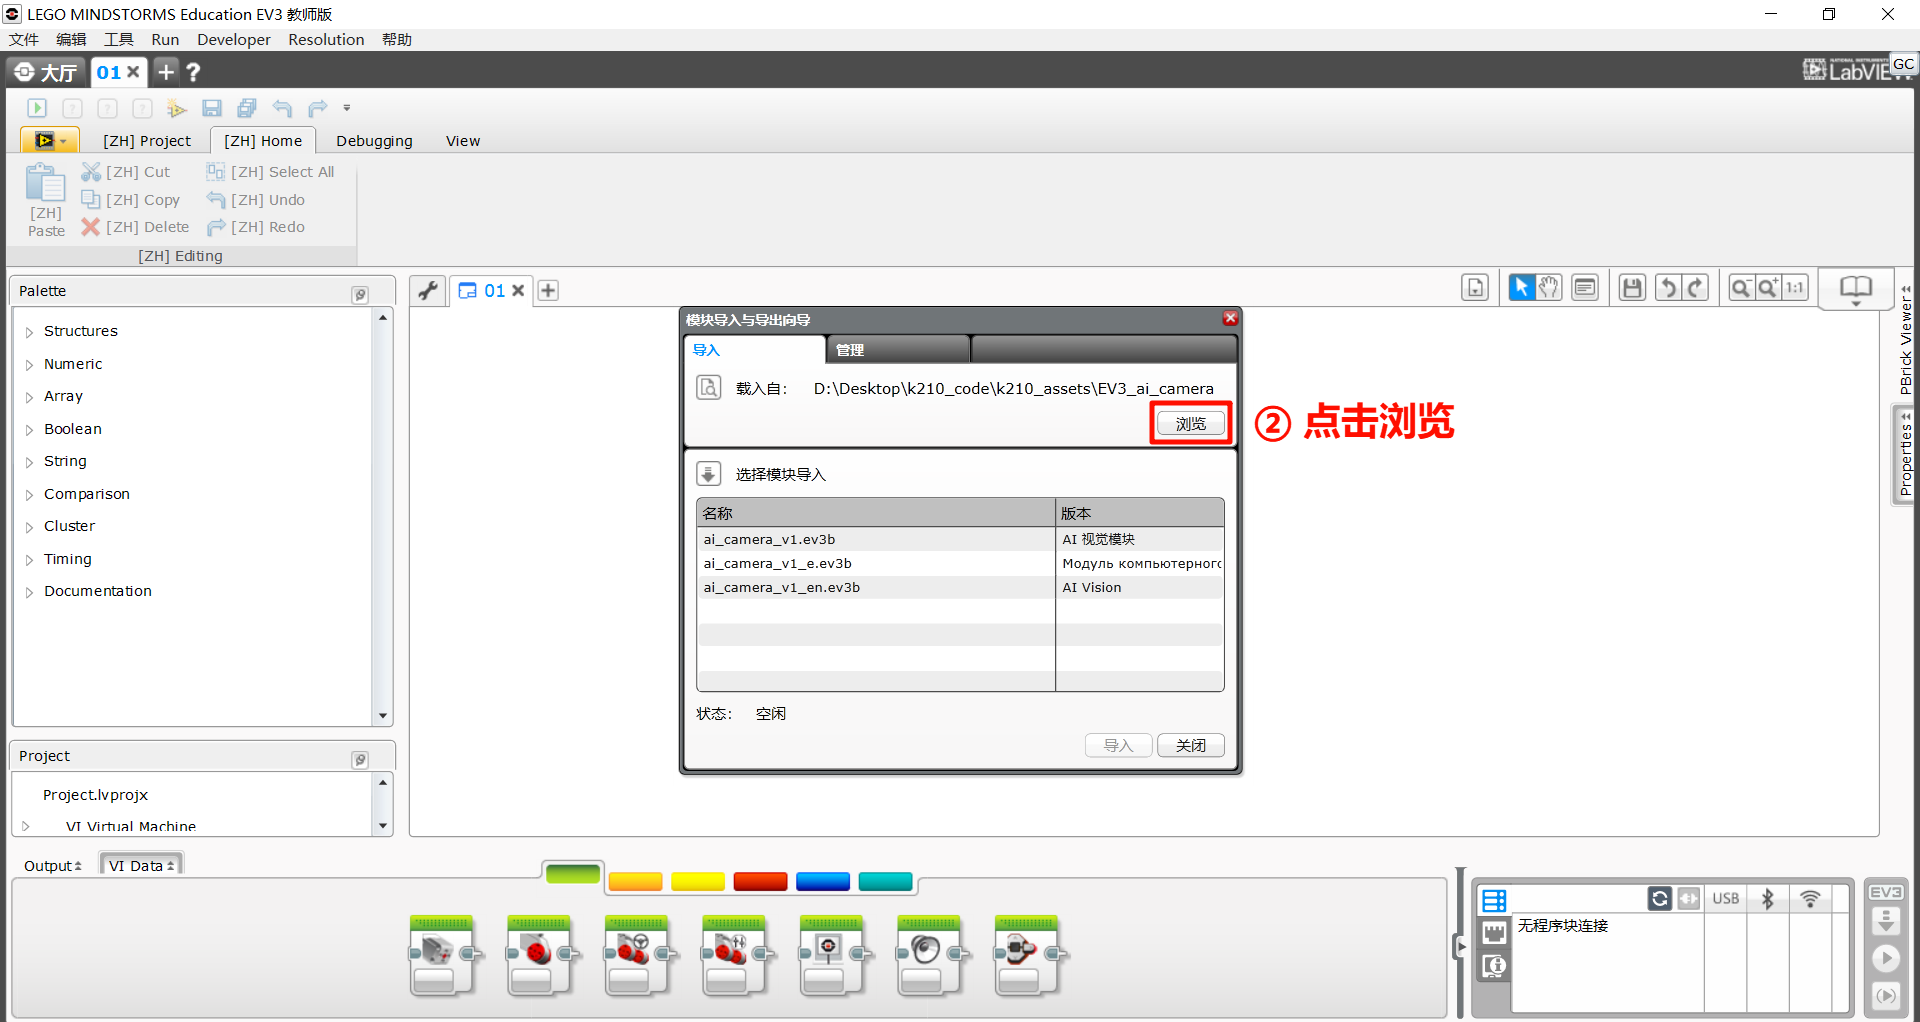 LEGO MINDSTORMS Education EV3 教师版
文件 编辑 工具 Run Developer Resolution 帮助
大厅 01
LabVIEW
GC
[ZH] Project [ZH] Home Debugging View
[ZH] Cut [ZH] Select All
[ZH] Copy [ZH] Undo
[ZH] Paste
[ZH] Delete [ZH] Redo
[ZH] Editing
Palette
Structures
Numeric
Array
Boolean
String
Comparison
Cluster
Timing
Documentation
Project
Project.lvprojx
VI Virtual Machine
Output VI Data
01
1:1
PBrick Viewer
Properties
模块导入与导出向导
导入 管理
载入自: D:\Desktop\k210_code\k210_assets\EV3_ai_camera
浏览
② 点击浏览
选择模块导入
名称 版本
ai_camera_v1.ev3b AI 视觉模块
ai_camera_v1_e.ev3b Модуль компьютерного
ai_camera_v1_en.ev3b AI Vision
状态: 空闲
导入 关闭
USB
无程序块连接
EV3